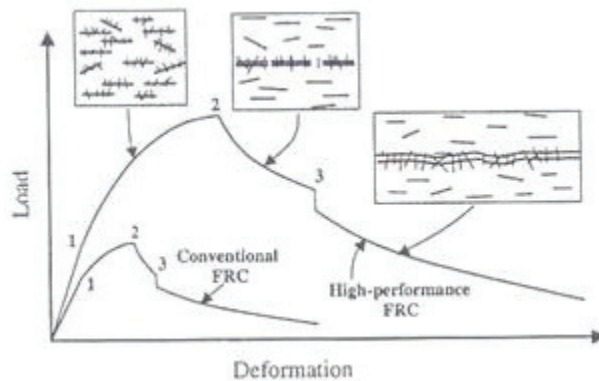 2
3
1
2
3
1
Conventional
FRC
High-performance
FRC
Load
Deformation